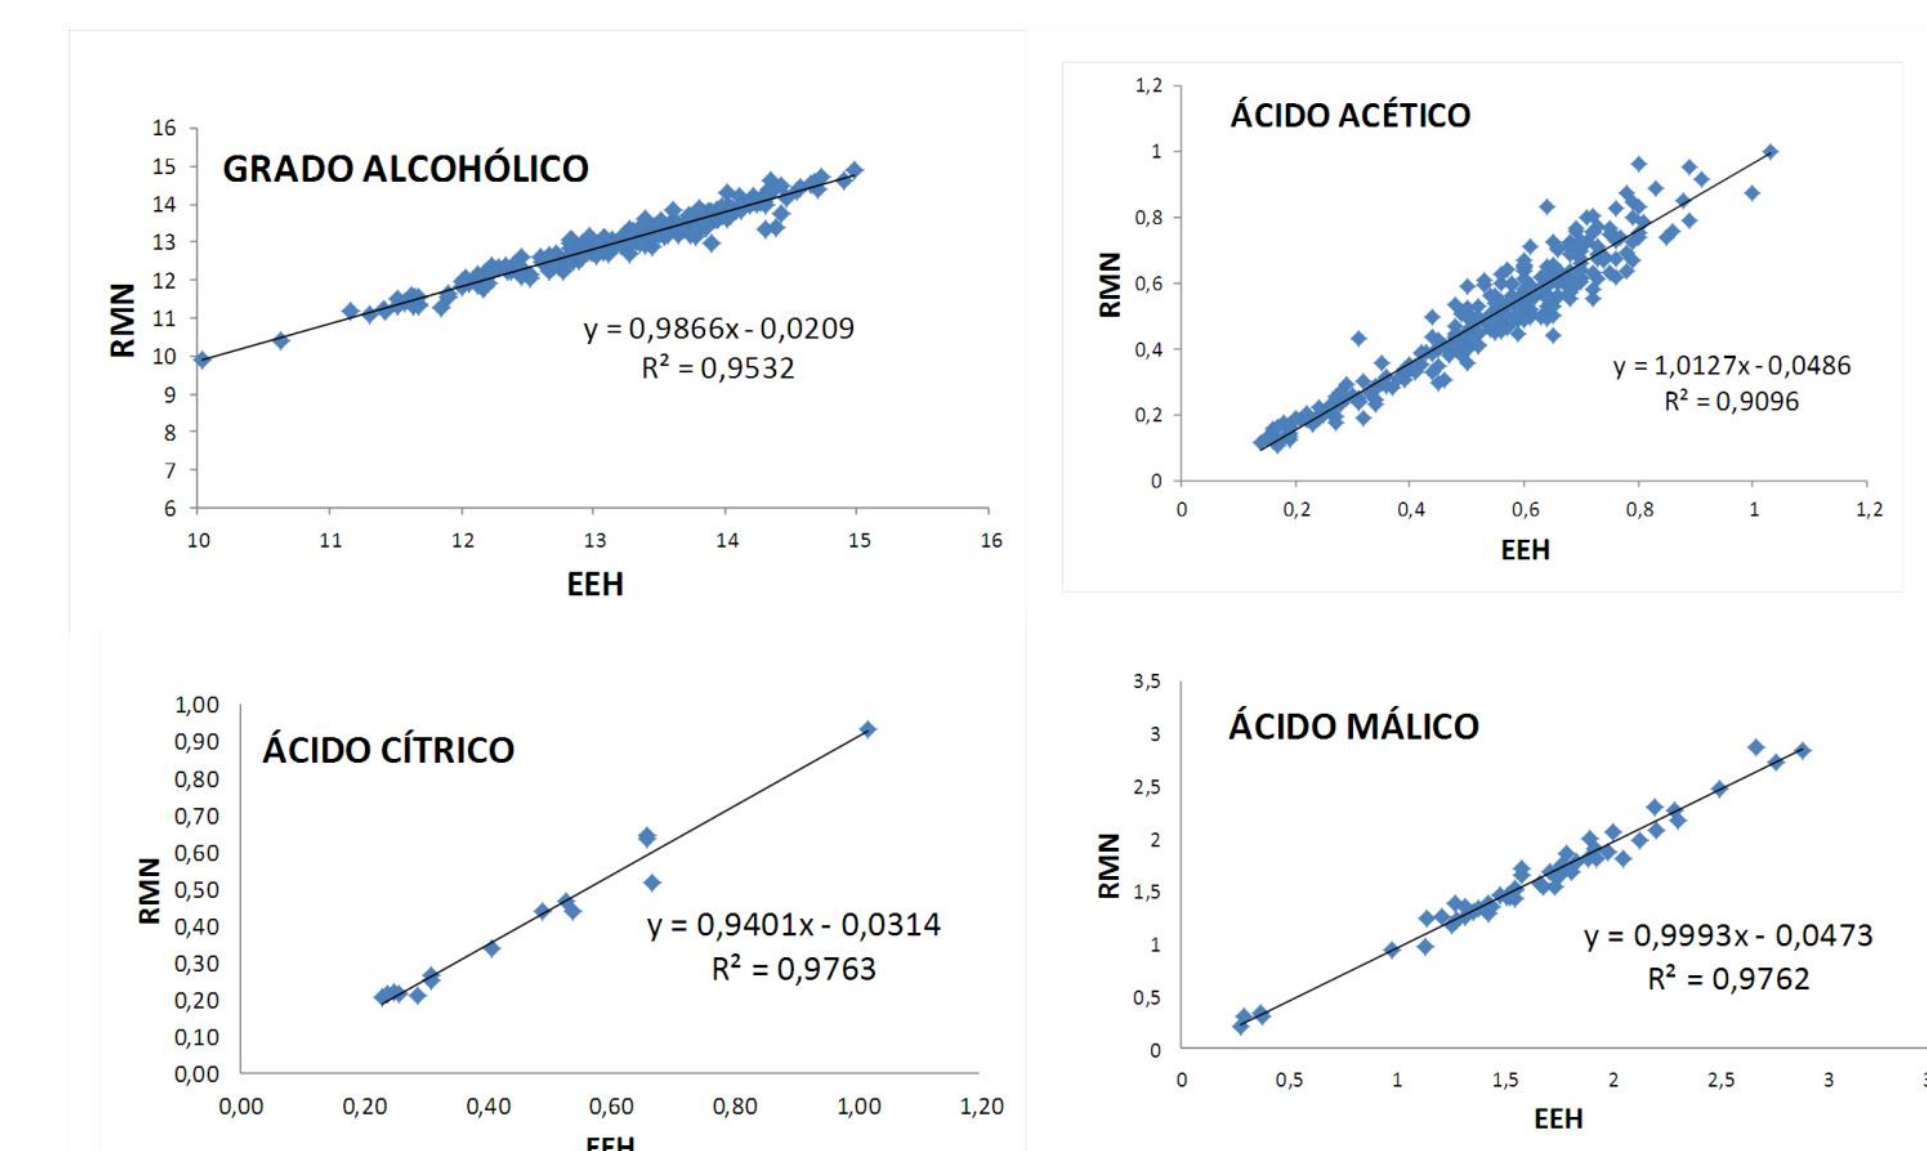 GRADO ALCOHÓLICO
16
15
14
13
12
11
10
9
8
7
6
RMN
y = 0,9866x - 0,0209
R² = 0,9532
10 11 12 13 14 15 16
EEH
ÁCIDO ACÉTICO
1,2
1
0,8
0,6
0,4
0,2
0
RMN
y = 1,0127x - 0,0486
R² = 0,9096
0 0,2 0,4 0,6 0,8 1 1,2
EEH
ÁCIDO CÍTRICO
1,00
0,90
0,80
0,70
0,60
0,50
0,40
0,30
0,20
0,10
0,00
RMN
y = 0,9401x - 0,0314
R² = 0,9763
0,00 0,20 0,40 0,60 0,80 1,00 1,20
EEH
ÁCIDO MÁLICO
3,5
3
2,5
2
1,5
1
0,5
0
RMN
y = 0,9993x - 0,0473
R² = 0,9762
0 0,5 1 1,5 2 2,5 3
EEH